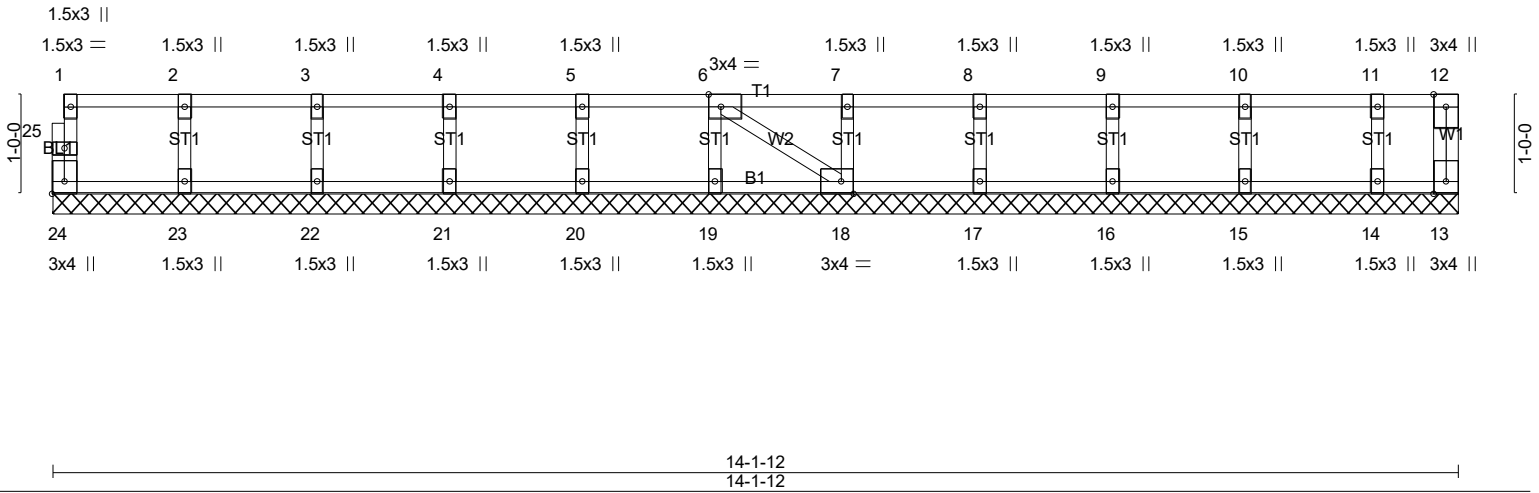 1.5x3 ||
1.5x3 = 1.5x3 || 1.5x3 || 1.5x3 || 1.5x3 || 1.5x3 || 1.5x3 || 1.5x3 || 1.5x3 || 1.5x3 || 3x4 ||
3x4 =
1 2 3 4 5 6 7 8 9 10 11 12
T1
25
1-0-0
BL1 ST1 ST1 ST1 ST1 ST1 W2 ST1 ST1 ST1 ST1 ST1 W1
1-0-0
B1
24 23 22 21 20 19 18 17 16 15 14 13
3x4 || 1.5x3 || 1.5x3 || 1.5x3 || 1.5x3 || 1.5x3 || 3x4 = 1.5x3 || 1.5x3 || 1.5x3 || 1.5x3 || 3x4 ||
14-1-12
14-1-12